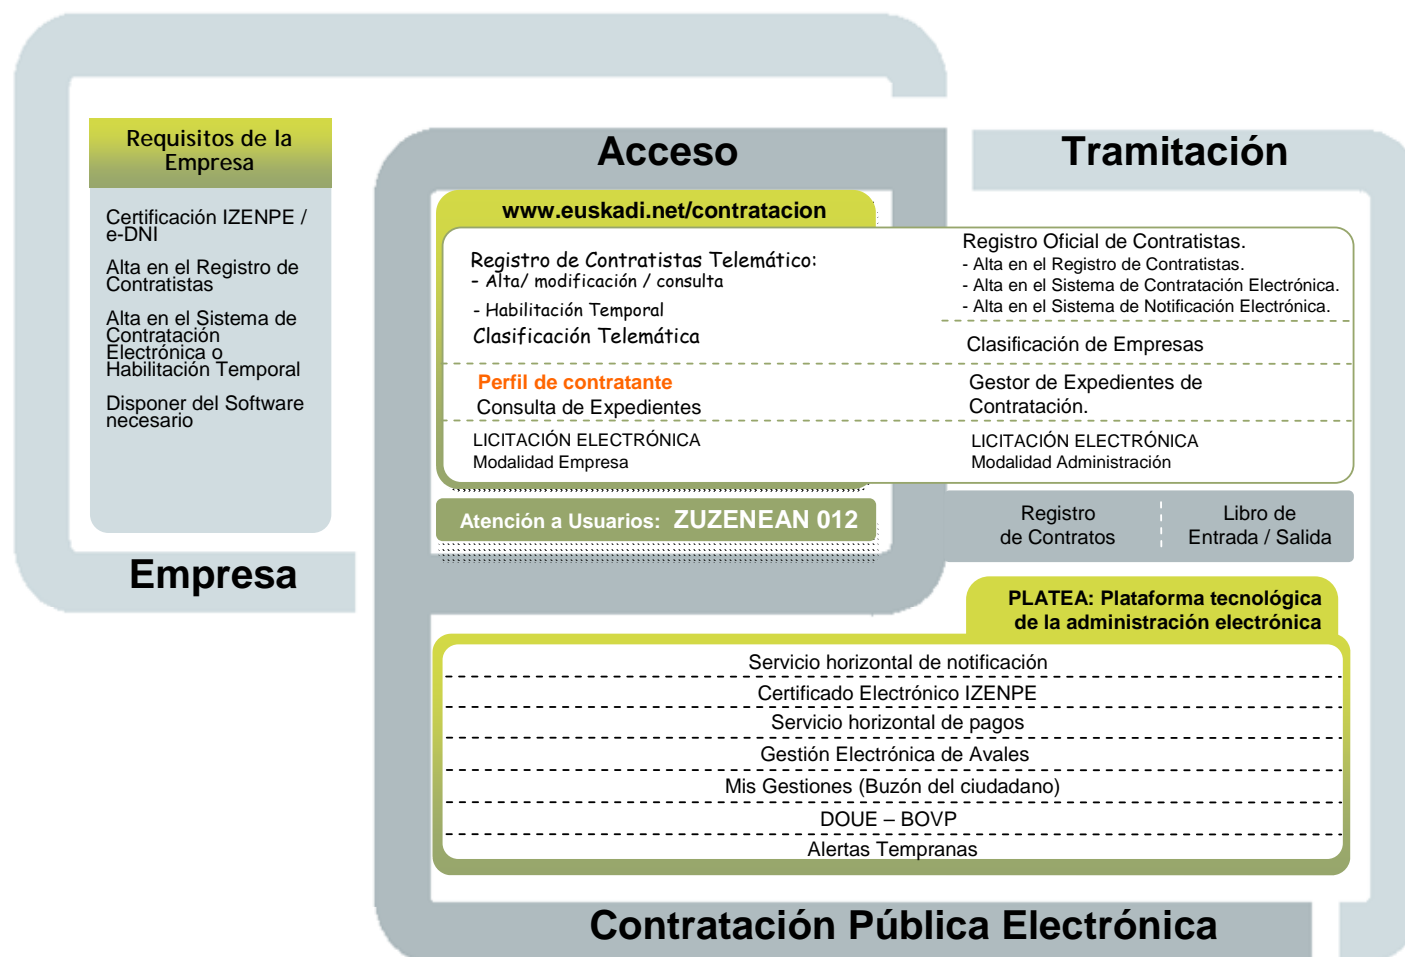 Requisitos de la
Empresa
Certificación IZENPE /
e-DNI
Alta en el Registro de
Contratistas
Alta en el Sistema de
Contratación
Electrónica o
Habilitación Temporal
Disponer del Software
necesario
Empresa
Acceso
www.euskadi.net/contratacion
Registro de Contratistas Telemático:
- Alta/ modificación / consulta
- Habilitación Temporal
Clasificación Telemática
Perfil de contratante
Consulta de Expedientes
LICITACIÓN ELECTRÓNICA
Modalidad Empresa
Atención a Usuarios: ZUZENEAN 012
Tramitación
Registro Oficial de Contratistas.
- Alta en el Registro de Contratistas.
- Alta en el Sistema de Contratación Electrónica.
- Alta en el Sistema de Notificación Electrónica.
Clasificación de Empresas
Gestor de Expedientes de
Contratación.
LICITACIÓN ELECTRÓNICA
Modalidad Administración
Registro
de Contratos
Libro de
Entrada / Salida
PLATEA: Plataforma tecnológica
de la administración electrónica
Servicio horizontal de notificación
Certificado Electrónico IZENPE
Servicio horizontal de pagos
Gestión Electrónica de Avales
Mis Gestiones (Buzón del ciudadano)
DOUE – BOVP
Alertas Tempranas
Contratación Pública Electrónica